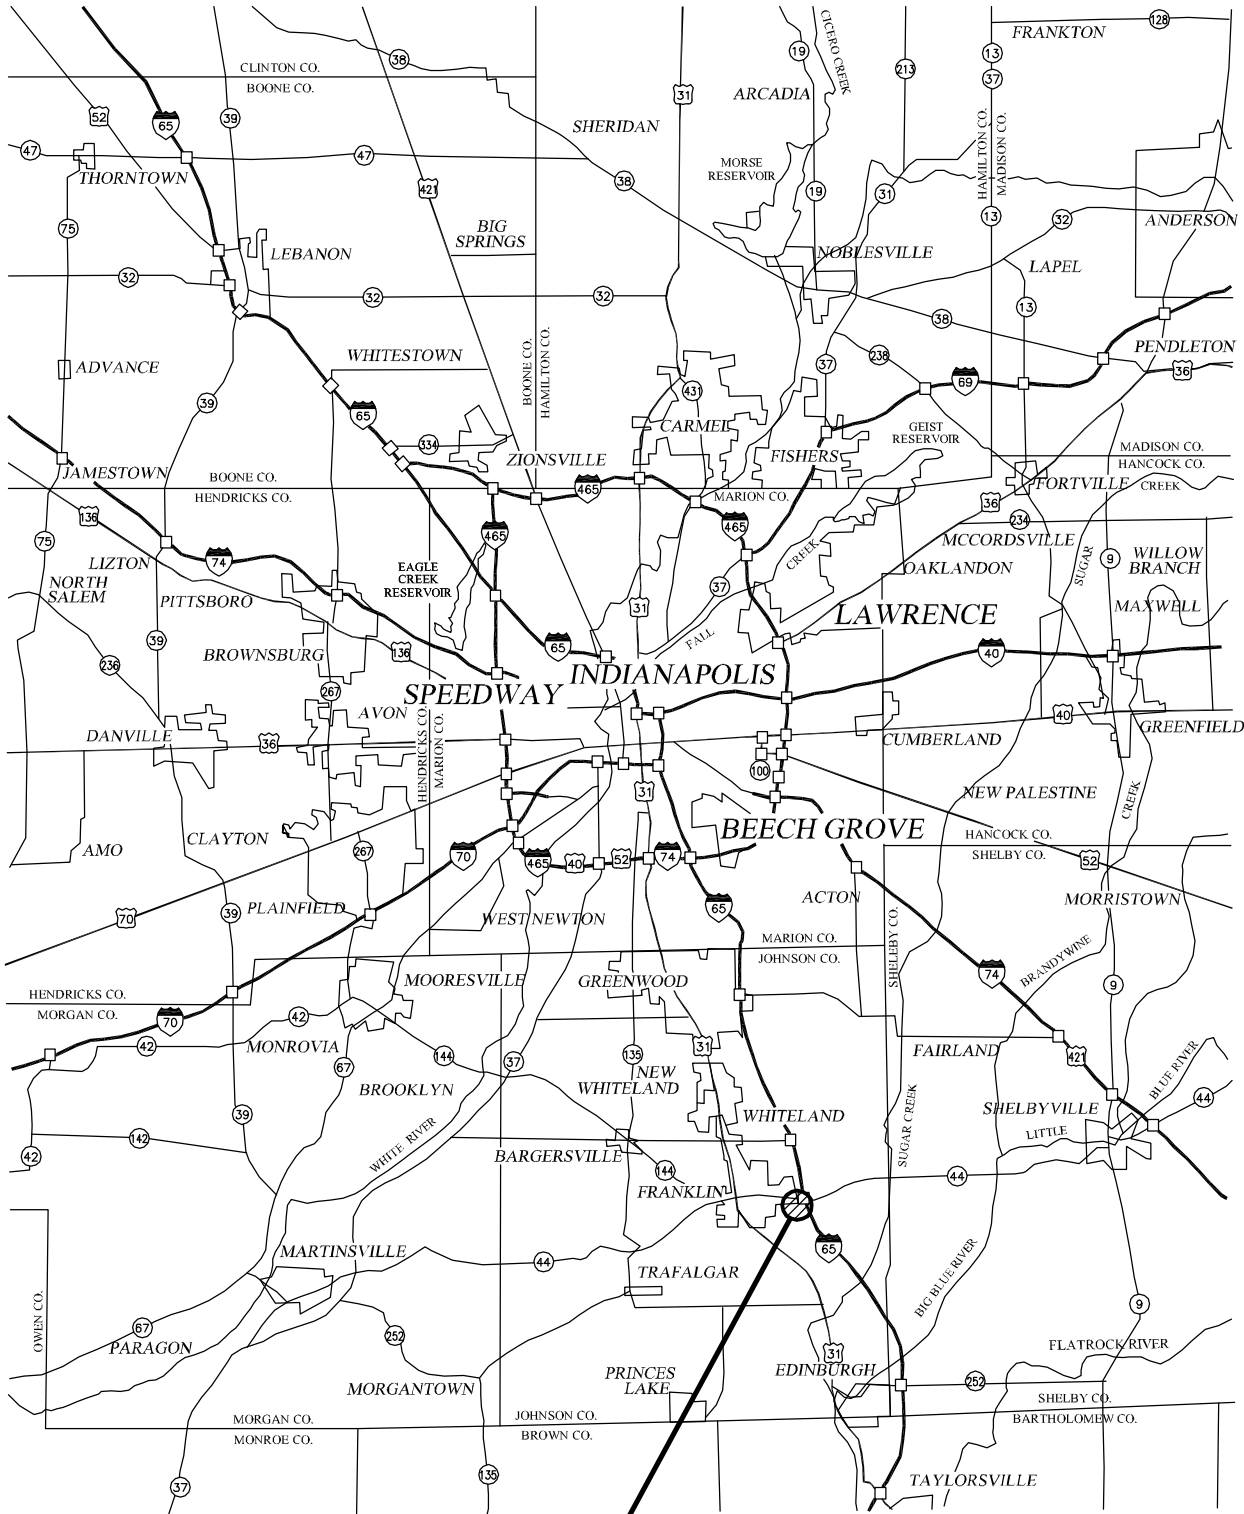 128
FRANKTON
CICERO CREEK
19
13
37
38
213
CLINTON CO.
BOONE CO.
ARCADIA
31
HAMILTON CO.
MADISON CO.
52
65
39
SHERIDAN
47
47
THORNTOWN
MORSE
RESERVOIR
38
421
19
31
75
BIG
SPRINGS
13
32
ANDERSON
LEBANON
NOBLESVILLE
LAPEL
32
32
32
13
38
BOONE CO.
HAMILTON CO.
WHITESTOWN
238
PENDLETON
ADVANCE
37
69
36
431
39
65
CARMEL
GEIST
RESERVOIR
334
ZIONSVILLE
FISHERS
MADISON CO.
HANCOCK CO.
JAMESTOWN
BOONE CO.
HENDRICKS CO.
465
MARION CO.
FORTVILLE
CREEK
136
36
234
465
465
75
MCCORDSVILLE
LIZTON
74
EAGLE
CREEK
RESERVOIR
CREEK
SUGAR
9
WILLOW
BRANCH
NORTH
SALEM
PITTSBORO
37
OAKLANDON
31
MAXWELL
LAWRENCE
39
FALL
236
BROWNSBURG
136
65
40
INDIANAPOLIS
SPEEDWAY
267
AVON
HENDRICKS CO.
MARION CO.
40
GREENFIELD
DANVILLE
36
CUMBERLAND
100
31
NEW PALESTINE
CREEK
BEECH GROVE
AMO
CLAYTON
HANCOCK CO.
SHELBY CO.
267
70
465
40
52
74
52
ACTON
MORRISTOWN
PLAINFIELD
65
70
39
WEST NEWTON
SHELEBY CO.
MARION CO.
JOHNSON CO.
BRANDYWINE
74
MOORESVILLE
GREENWOOD
9
HENDRICKS CO.
MORGAN CO.
70
42
42
MONROVIA
144
37
135
31
FAIRLAND
421
BLUE RIVER
67
BROOKLYN
NEW
WHITELAND
44
39
WHITELAND
SHELBYVILLE
SUGAR CREEK
LITTLE
142
42
WHITE RIVER
BARGERSVILLE
144
FRANKLIN
44
MARTINSVILLE
65
44
TRAFALGAR
BIG BLUE RIVER
9
OWEN CO.
67
PARAGON
252
31
FLATROCK RIVER
MORGANTOWN
PRINCES
LAKE
EDINBURGH
252
SHELBY CO.
BARTHOLOMEW CO.
MORGAN CO.
MONROE CO.
JOHNSON CO.
BROWN CO.
135
37
TAYLORSVILLE